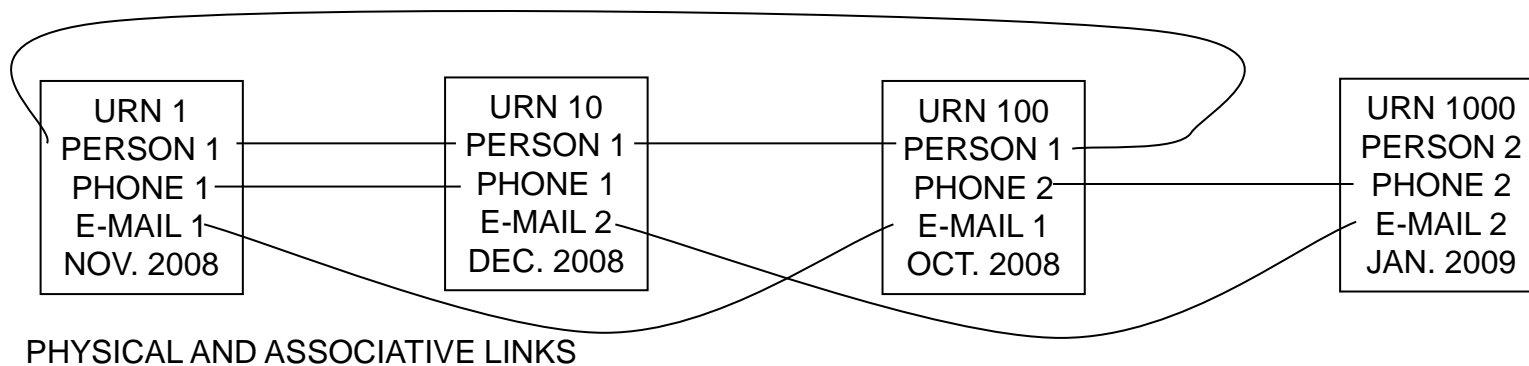 URN 1
PERSON 1
PHONE 1
E-MAIL 1
NOV. 2008
URN 10
PERSON 1
PHONE 1
E-MAIL 2
DEC. 2008
URN 100
PERSON 1
PHONE 2
E-MAIL 1
OCT. 2008
URN 1000
PERSON 2
PHONE 2
E-MAIL 2
JAN. 2009
PHYSICAL AND ASSOCIATIVE LINKS